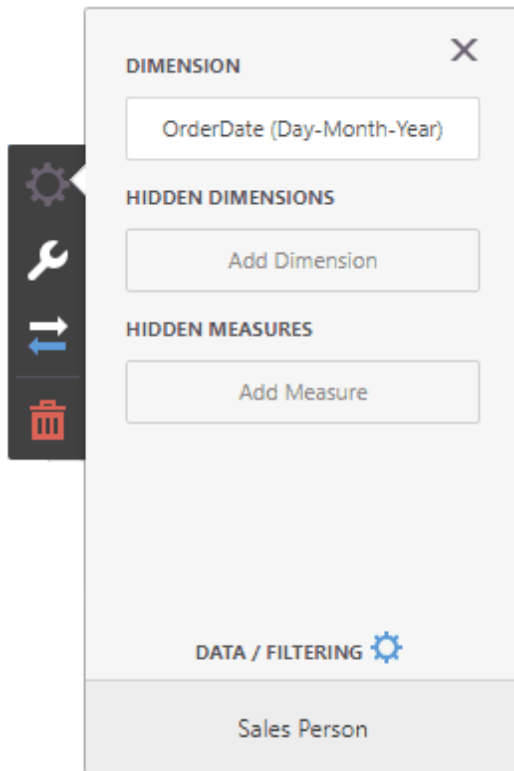 DIMENSION
OrderDate (Day-Month-Year)
HIDDEN DIMENSIONS
Add Dimension
HIDDEN MEASURES
Add Measure
DATA / FILTERING
Sales Person